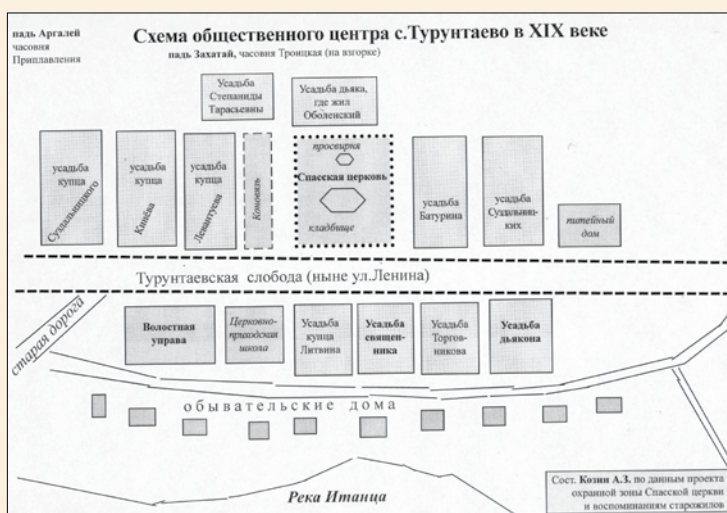 Схема общественного центра с.Турунтаево в XIX веке
падь Аргалей
часовня
Приплавления
падь Захатай, часовня Троицкая (на взгорке)
Усадьба
Степаниды
Тарасьевны
Усадьба дьяка,
где жил
Оболенский
усадьба
купца
Суздальницкого
усадьба
купца
Кинёва
усадьба
купца
Левантуева
Коновязь
просвирня
Спасская церковь
кладбище
усадьба
Батурина
усадьба
Суздальниц-
ких
питейный
дом
Турунтаевская слобода (ныне ул.Ленина)
старая дорога
Волостная
управа
Церковно-
приходская
школа
Усадьба
купца
Литвина
Усадьба
священ-
ника
Усадьба
Торгов-
никова
Усадьба
дьякона
обывательские дома
Река Итанца
Сост. Козин А.З. по данным проекта
охранной зоны Спасской церкви
и воспоминаниям старожилов